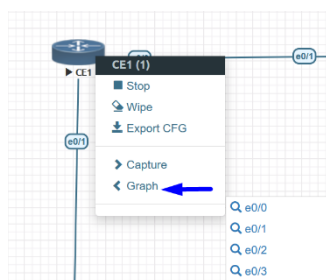 CE1 (1)
e0/1
CE1
Stop
Wipe
e0/1
Export CFG
Capture
Graph
e0/0
e0/1
e0/2
e0/3